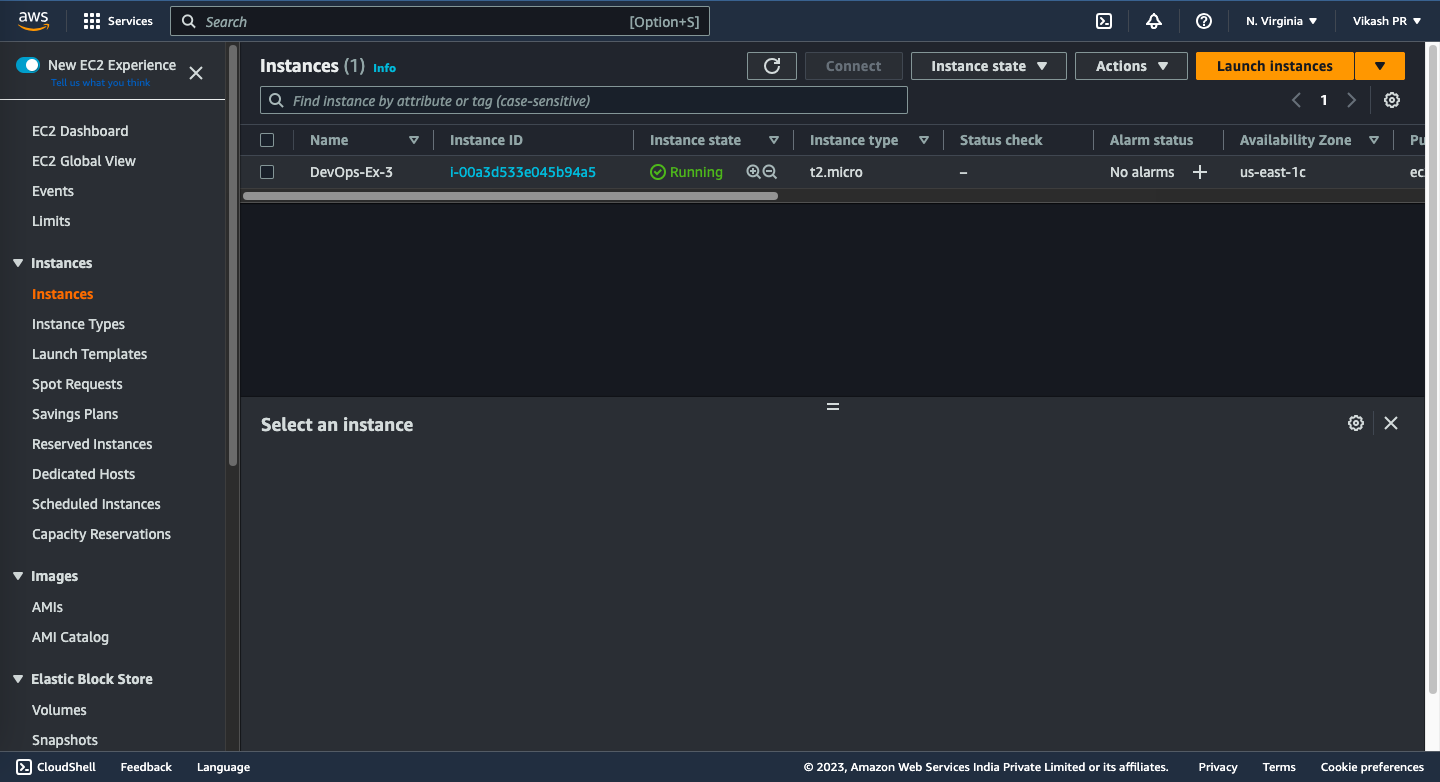 aws Services Search [Option+S] N. Virginia Vikash PR
New EC2 Experience
Tell us what you think
EC2 Dashboard
EC2 Global View
Events
Limits
Instances
Instances
Instance Types
Launch Templates
Spot Requests
Savings Plans
Reserved Instances
Dedicated Hosts
Scheduled Instances
Capacity Reservations
Images
AMIs
AMI Catalog
Elastic Block Store
Volumes
Snapshots
Instances (1) Info Connect Instance state Actions Launch instances
Find instance by attribute or tag (case-sensitive) 1
Name Instance ID Instance state Instance type Status check Alarm status Availability Zone Pu
DevOps-Ex-3 i-00a3d533e045b94a5 Running t2.micro – No alarms us-east-1c ec
Select an instance
CloudShell Feedback Language © 2023, Amazon Web Services India Private Limited or its affiliates. Privacy Terms Cookie preferences